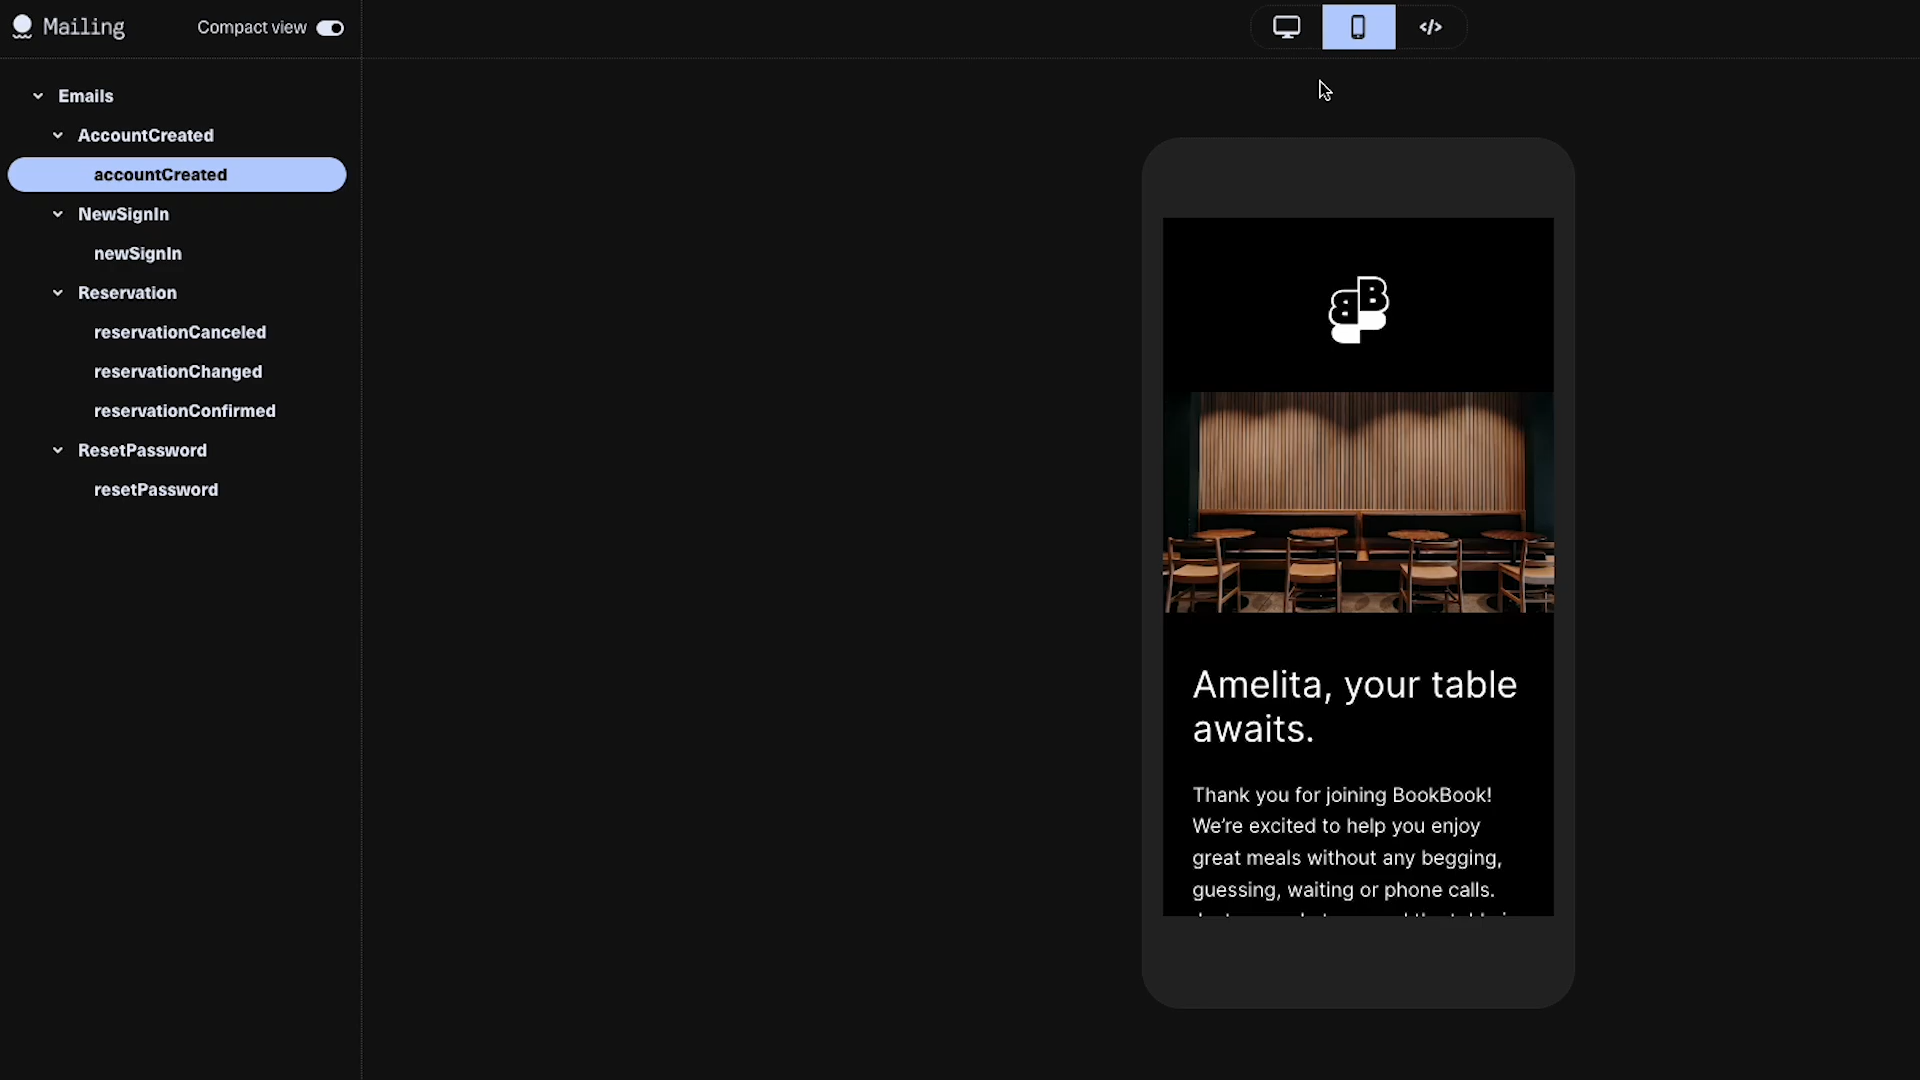 Mailing
Compact view
</>
Emails
AccountCreated
accountCreated
NewSignIn
newSignIn
Reservation
reservationCanceled
reservationChanged
reservationConfirmed
ResetPassword
resetPassword
BB
Amelita, your table
awaits.
Thank you for joining BookBook!
We’re excited to help you enjoy
great meals without any begging,
guessing, waiting or phone calls.